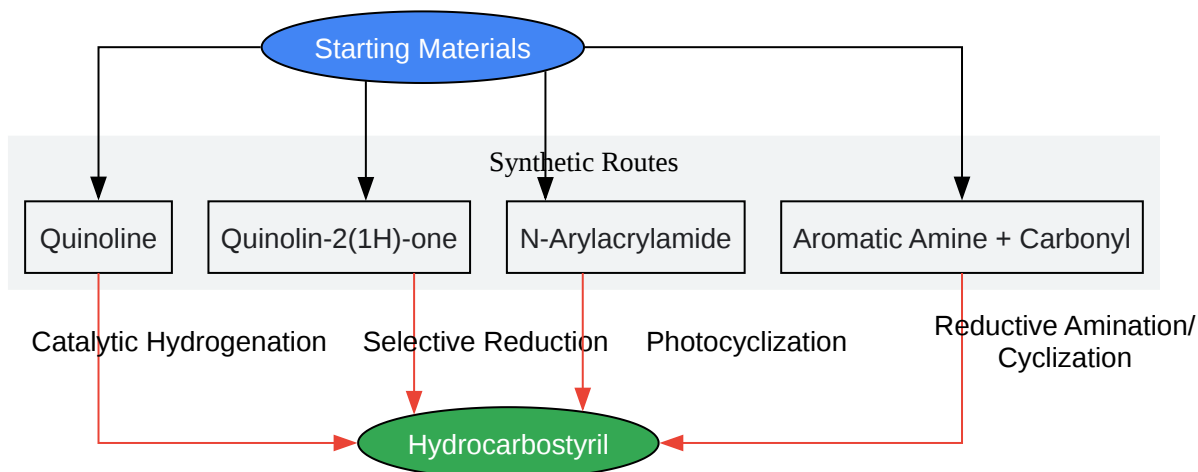 Starting Materials
Synthetic Routes
Quinoline
Quinolin-2(1H)-one
N-Arylacrylamide
Aromatic Amine + Carbonyl
Catalytic Hydrogenation
Selective Reduction
Photocyclization
Reductive Amination/
Cyclization
Hydrocarbostyril